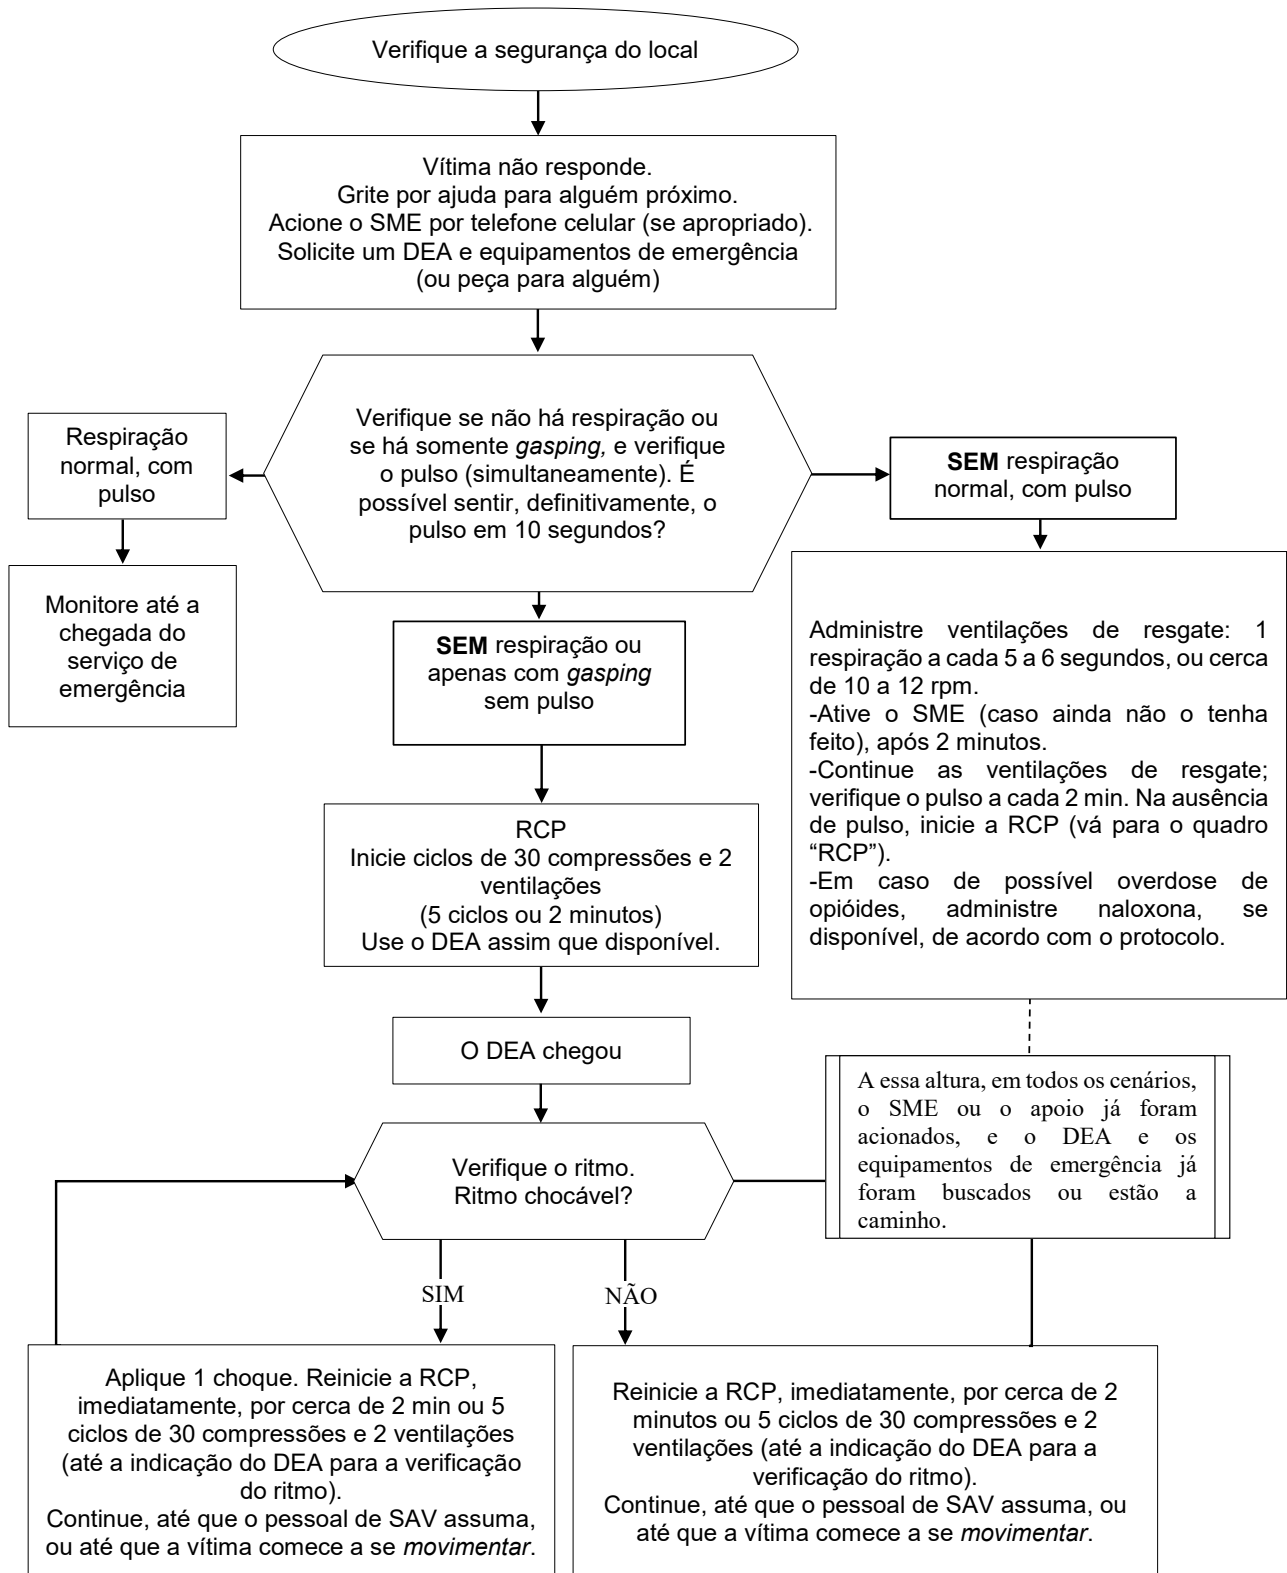 Verifique a segurança do local
Vítima não responde.
Grite por ajuda para alguém próximo.
Acione o SME por telefone celular (se apropriado).
Solicite um DEA e equipamentos de emergência
(ou peça para alguém)
Verifique se não há respiração ou
se há somente gasping, e verifique
o pulso (simultaneamente). É
possível sentir, definitivamente, o
pulso em 10 segundos?
Respiração
normal, com
pulso
Monitore até a
chegada do
serviço de
emergência
SEM respiração
normal, com pulso
Administre ventilações de resgate: 1
respiração a cada 5 a 6 segundos, ou cerca
de 10 a 12 rpm.
-Ative o SME (caso ainda não o tenha
feito), após 2 minutos.
-Continue as ventilações de resgate;
verifique o pulso a cada 2 min. Na ausência
de pulso, inicie a RCP (vá para o quadro
“RCP”).
-Em caso de possível overdose de
opióides, administre naloxona, se
disponível, de acordo com o protocolo.
SEM respiração ou
apenas com gasping
sem pulso
RCP
Inicie ciclos de 30 compressões e 2
ventilações
(5 ciclos ou 2 minutos)
Use o DEA assim que disponível.
O DEA chegou
A essa altura, em todos os cenários,
o SME ou o apoio já foram
acionados, e o DEA e os
equipamentos de emergência já
foram buscados ou estão a
caminho.
Verifique o ritmo.
Ritmo chocável?
SIM
NÃO
Aplique 1 choque. Reinicie a RCP,
imediatamente, por cerca de 2 min ou 5
ciclos de 30 compressões e 2 ventilações
(até a indicação do DEA para a verificação
do ritmo).
Continue, até que o pessoal de SAV assuma,
ou até que a vítima comece a se movimentar.
Reinicie a RCP, imediatamente, por cerca de 2
minutos ou 5 ciclos de 30 compressões e 2
ventilações (até a indicação do DEA para a
verificação do ritmo).
Continue, até que o pessoal de SAV assuma, ou
até que a vítima comece a se movimentar.